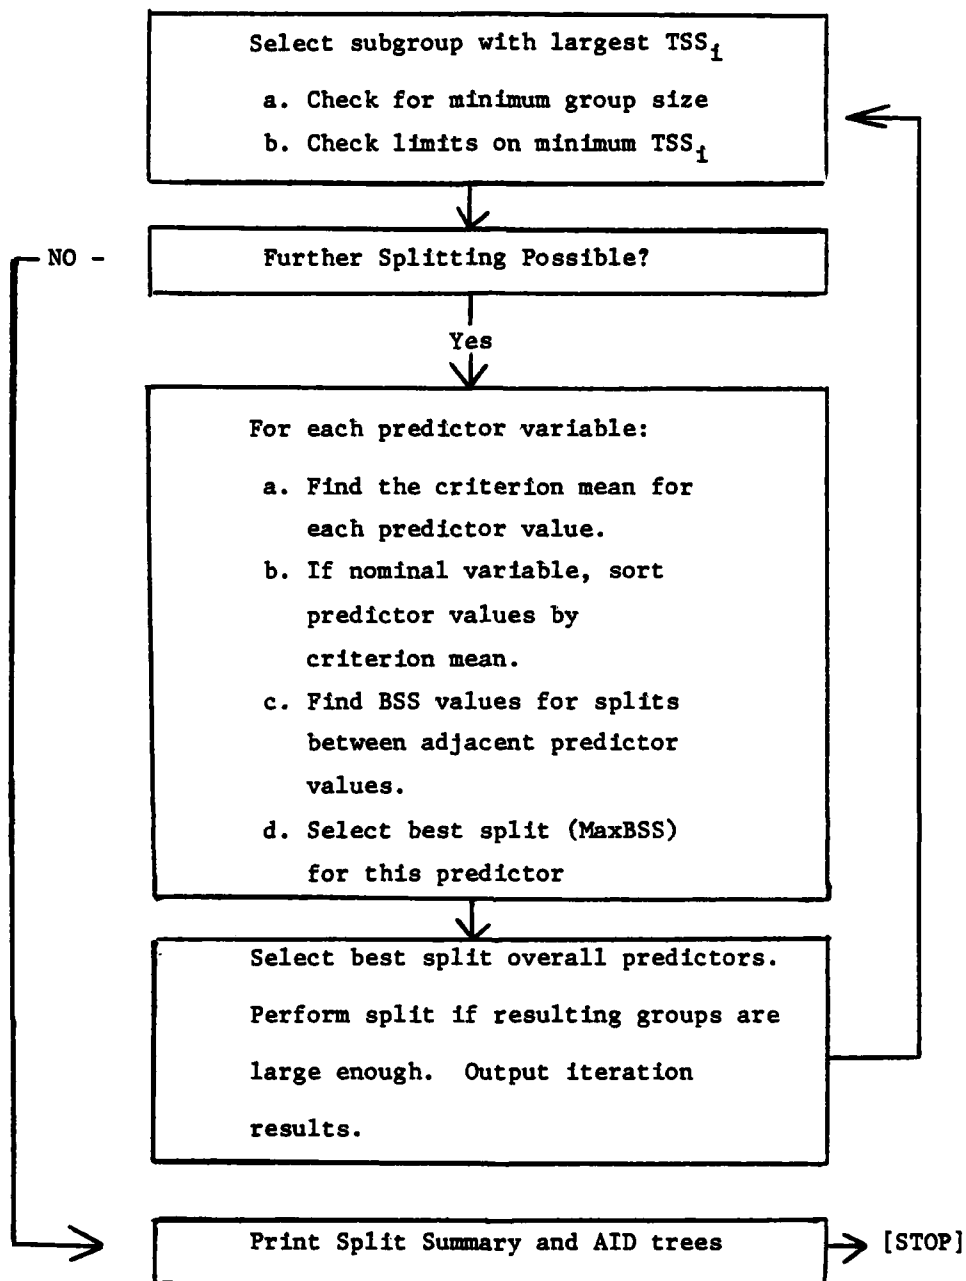 Select subgroup with largest TSSi
a. Check for minimum group size
b. Check limits on minimum TSSi
NO -
Further Splitting Possible?
Yes
For each predictor variable:
a. Find the criterion mean for
each predictor value.
b. If nominal variable, sort
predictor values by
criterion mean.
c. Find BSS values for splits
between adjacent predictor
values.
d. Select best split (MaxBSS)
for this predictor
Select best split overall predictors.
Perform split if resulting groups are
large enough. Output iteration
results.
Print Split Summary and AID trees
[STOP]